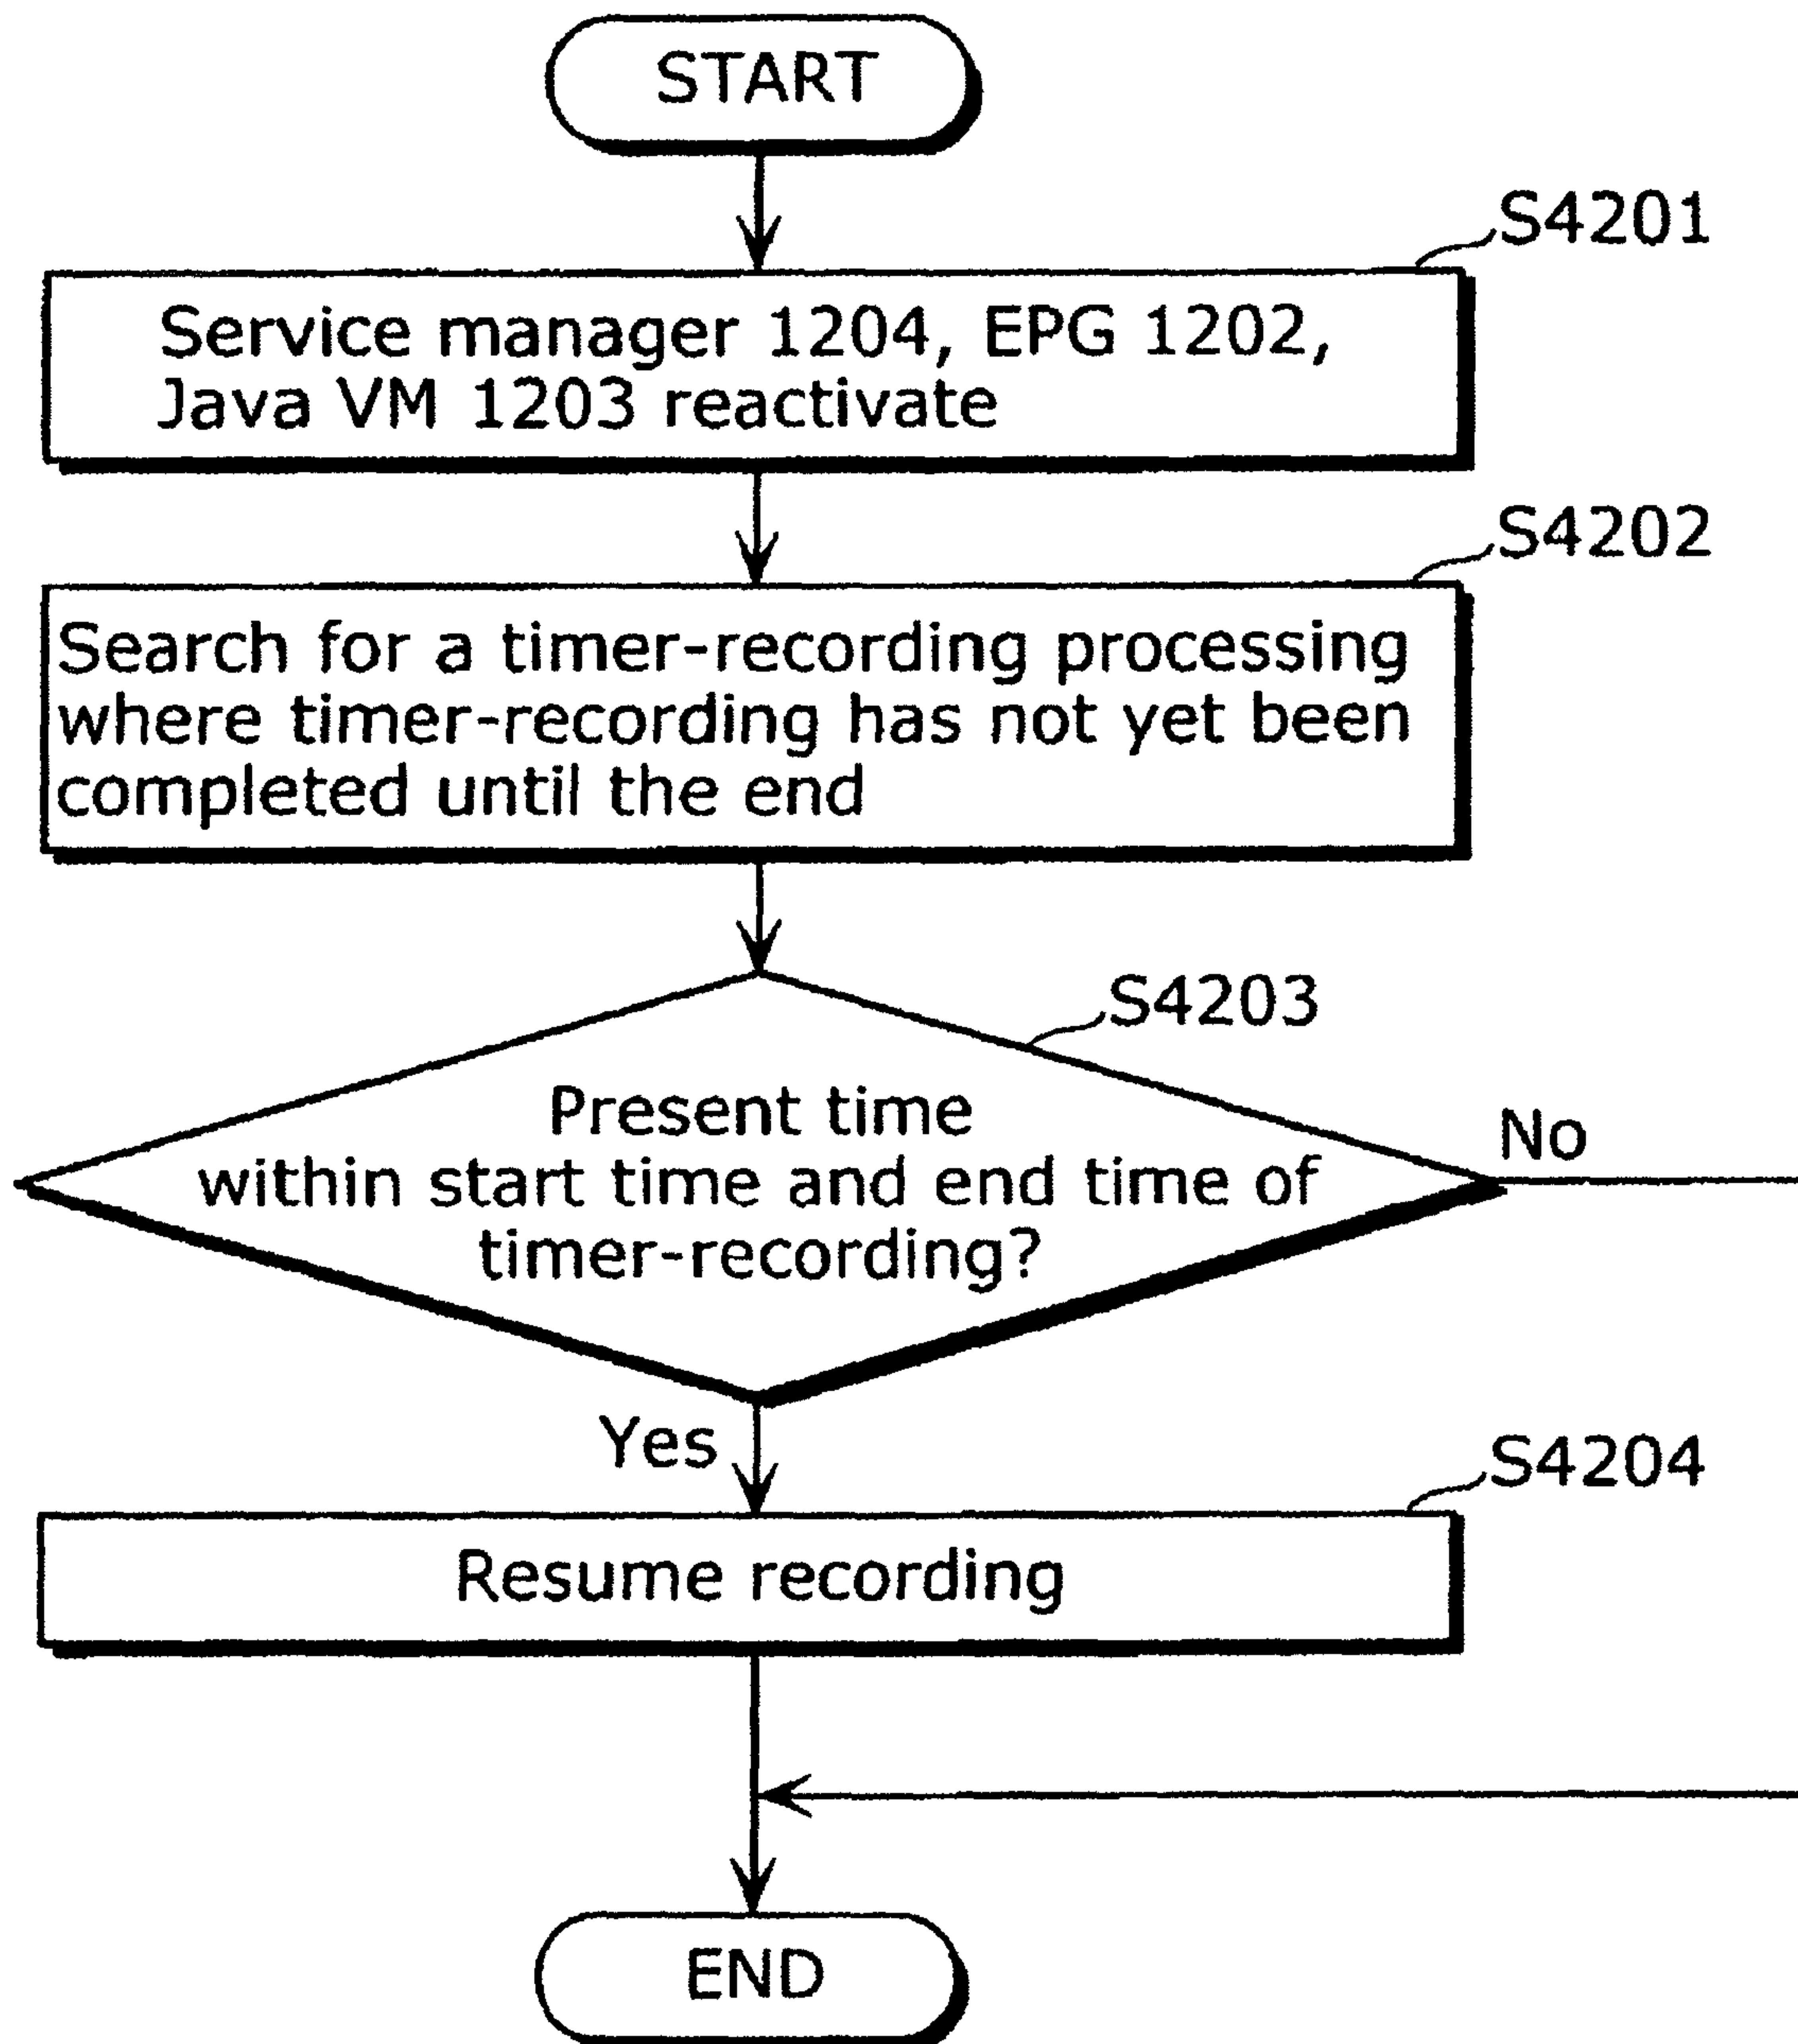 START
S4201
Service manager 1204, EPG 1202,
Java VM 1203 reactivate
S4202
Search for a timer-recording processing
where timer-recording has not yet been
completed until the end
S4203
Present time
within start time and end time of
timer-recording?
No
Yes
S4204
Resume recording
END